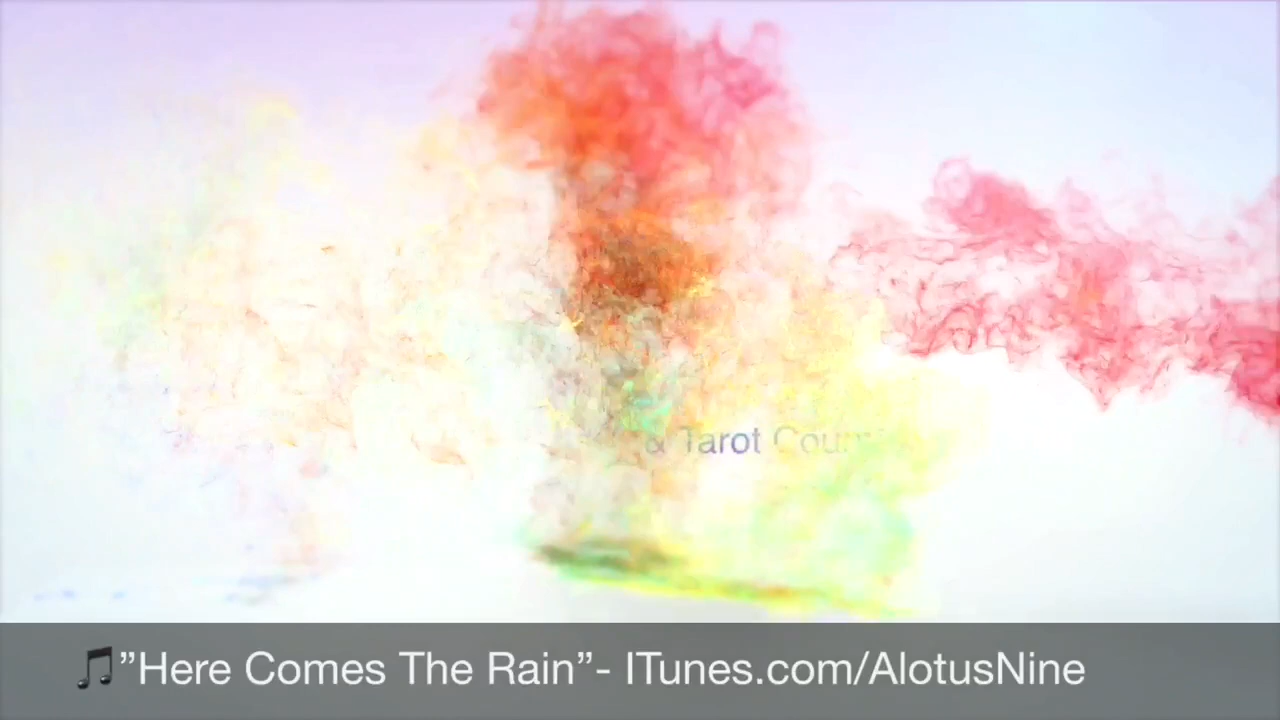 & Tarot
🎵”Here Comes The Rain”- ITunes.com/AlotusNine